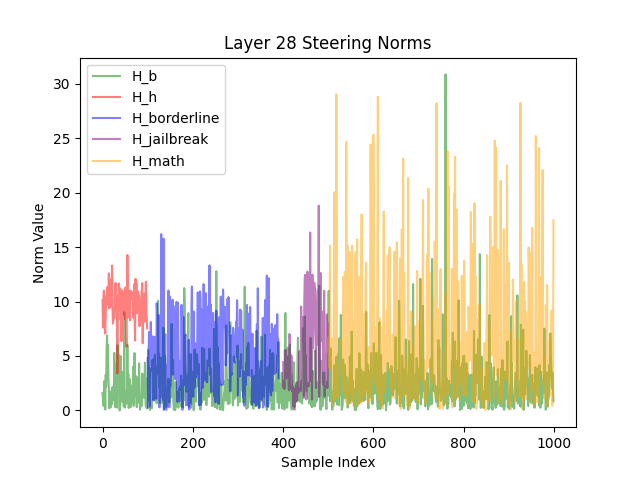 Layer 28 Steering Norms
H_b
H_h
H_borderline
H_jailbreak
H_math
Norm Value
30
25
20
15
10
5
0
0
200
400
600
800
1000
Sample Index